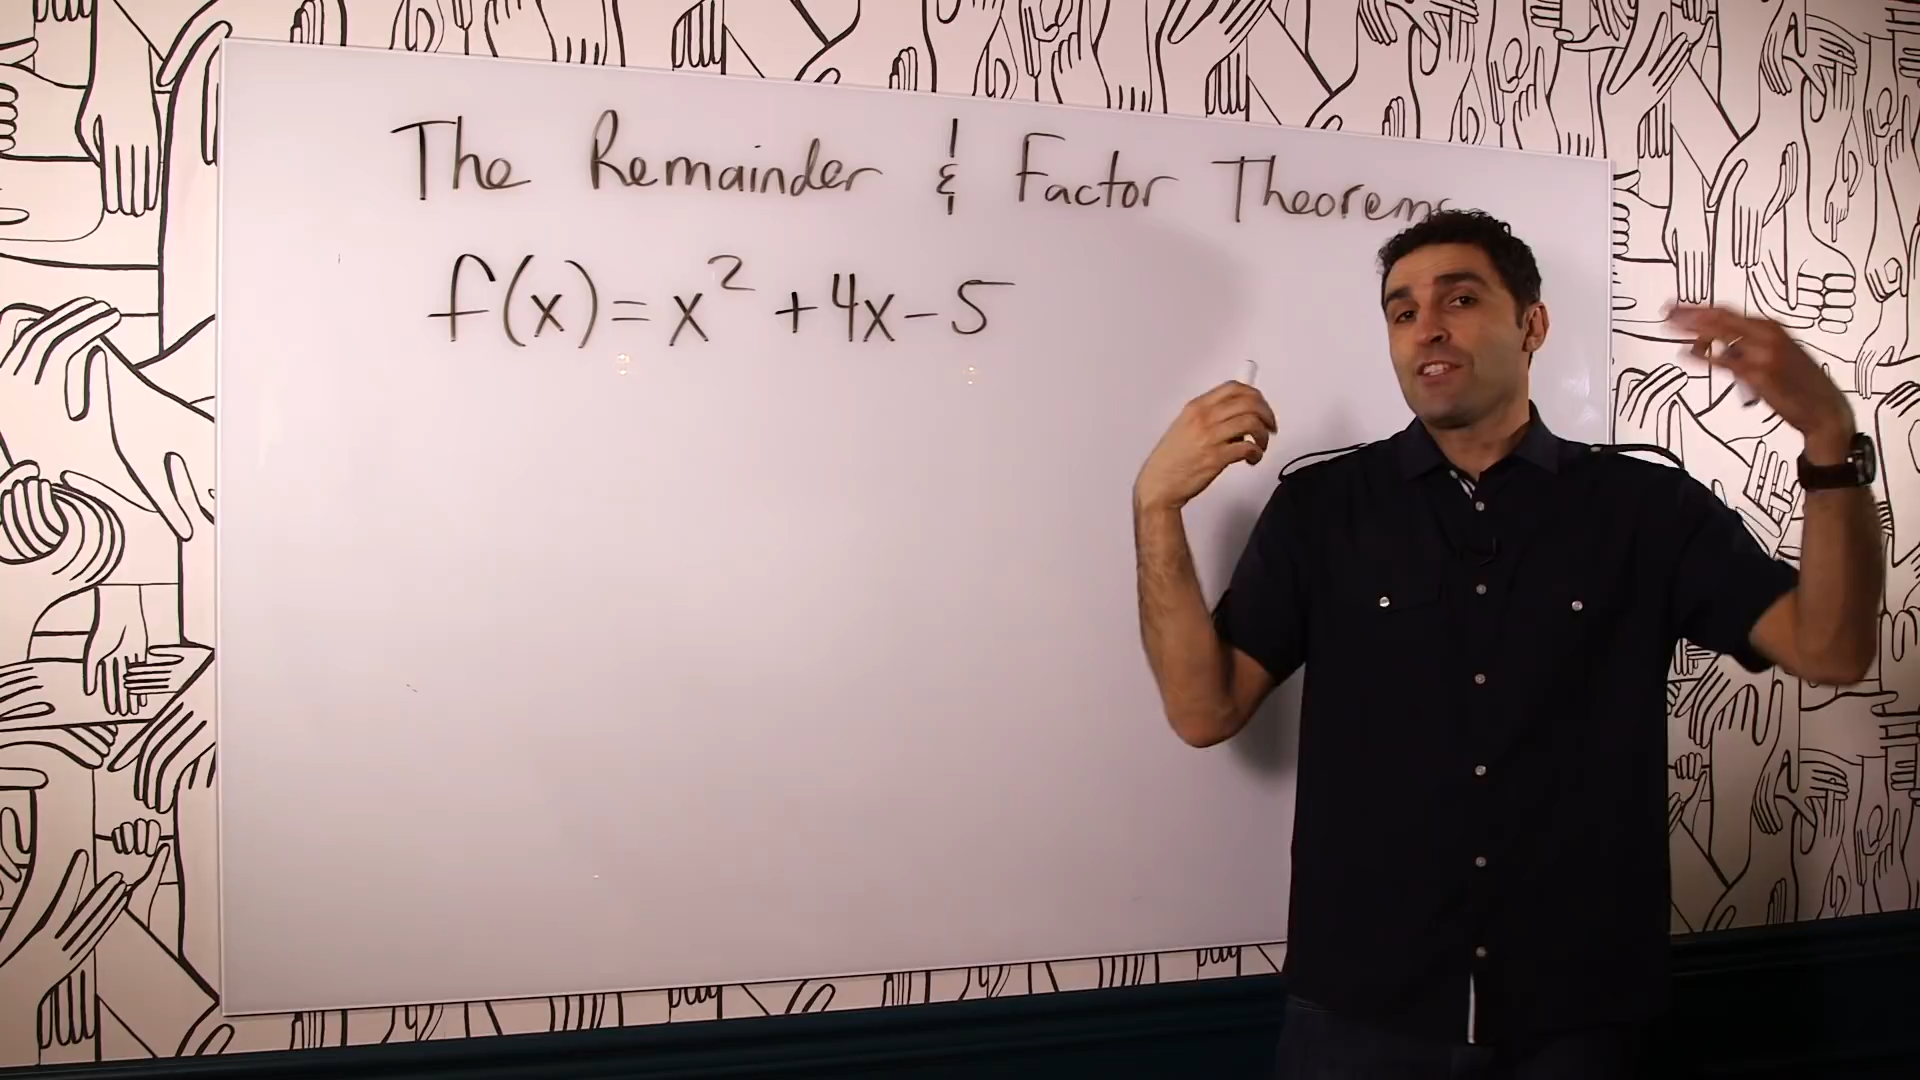 The Remainder & Factor Theorems
f(x) = x² + 4x - 5